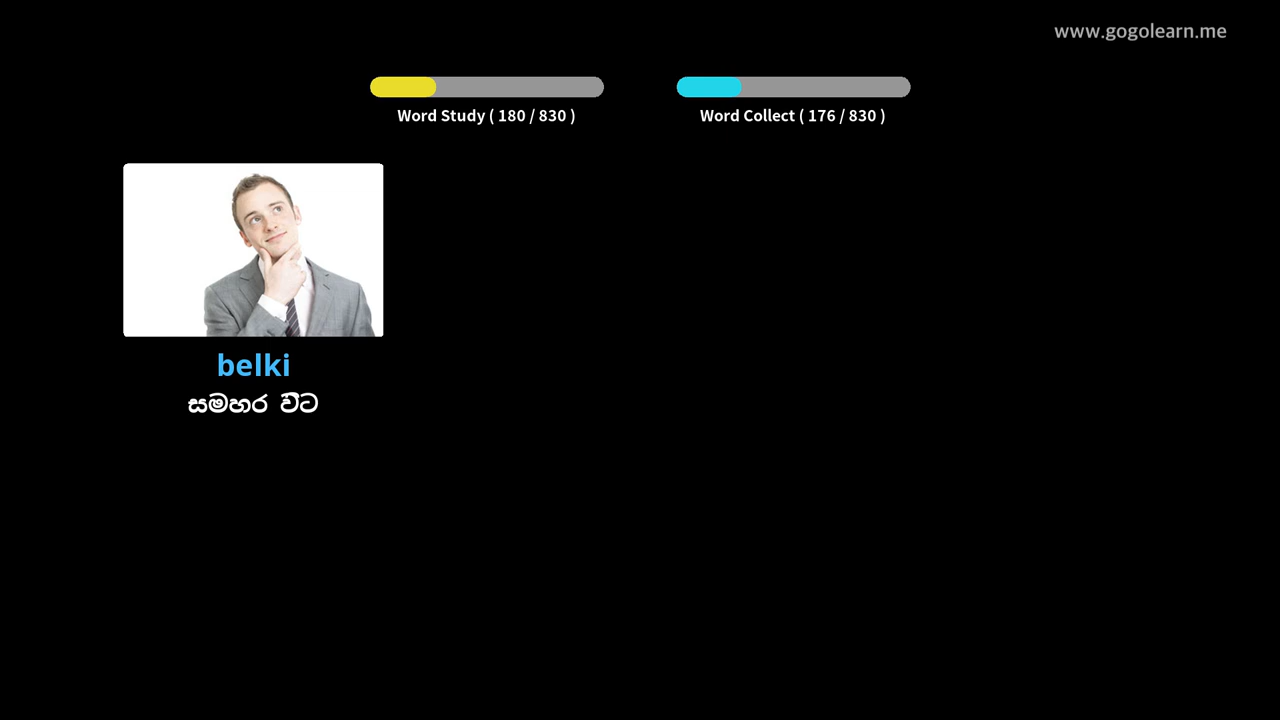 www.gogolearn.me
Word Study ( 180 / 830 )
Word Collect ( 176 / 830 )
belki
සමහර විට